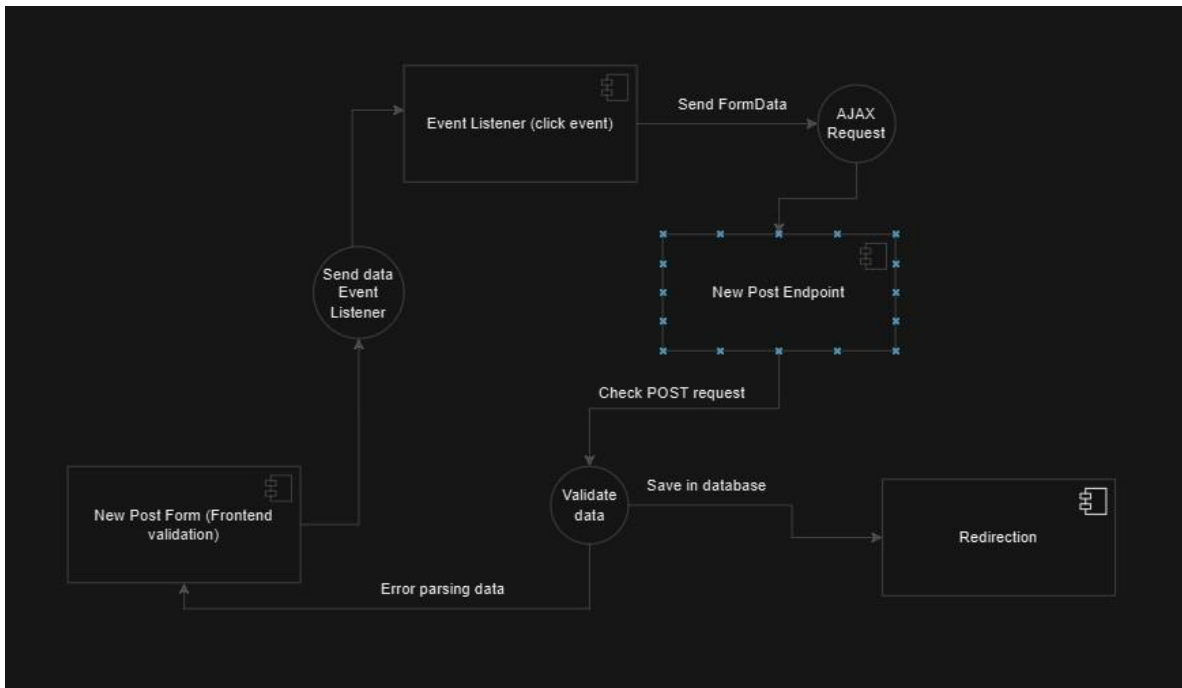 Event Listener (click event)
Send FormData
AJAX
Request
Send data
Event
Listener
New Post Endpoint
Check POST request
New Post Form (Frontend
validation)
Validate
data
Save in database
Redirection
Error parsing data